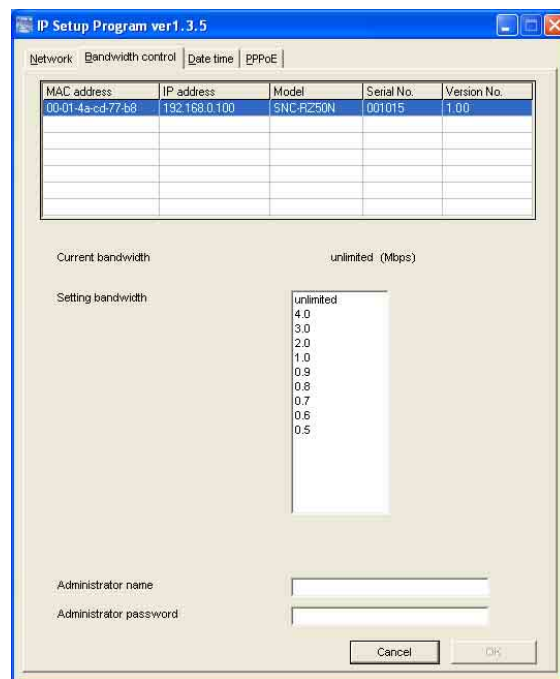 IP Setup Program ver1.3.5
Network Bandwidth control Date time PPPoE
MAC address IP address Model Serial No. Version No.
00-01-4a-cd-77-b8 192.168.0.100 SNC-RZ50N 001015 1.00
Current bandwidth unlimited (Mbps)
Setting bandwidth unlimited
4.0
3.0
2.0
1.0
0.9
0.8
0.7
0.6
0.5
Administrator name
Administrator password
Cancel OK